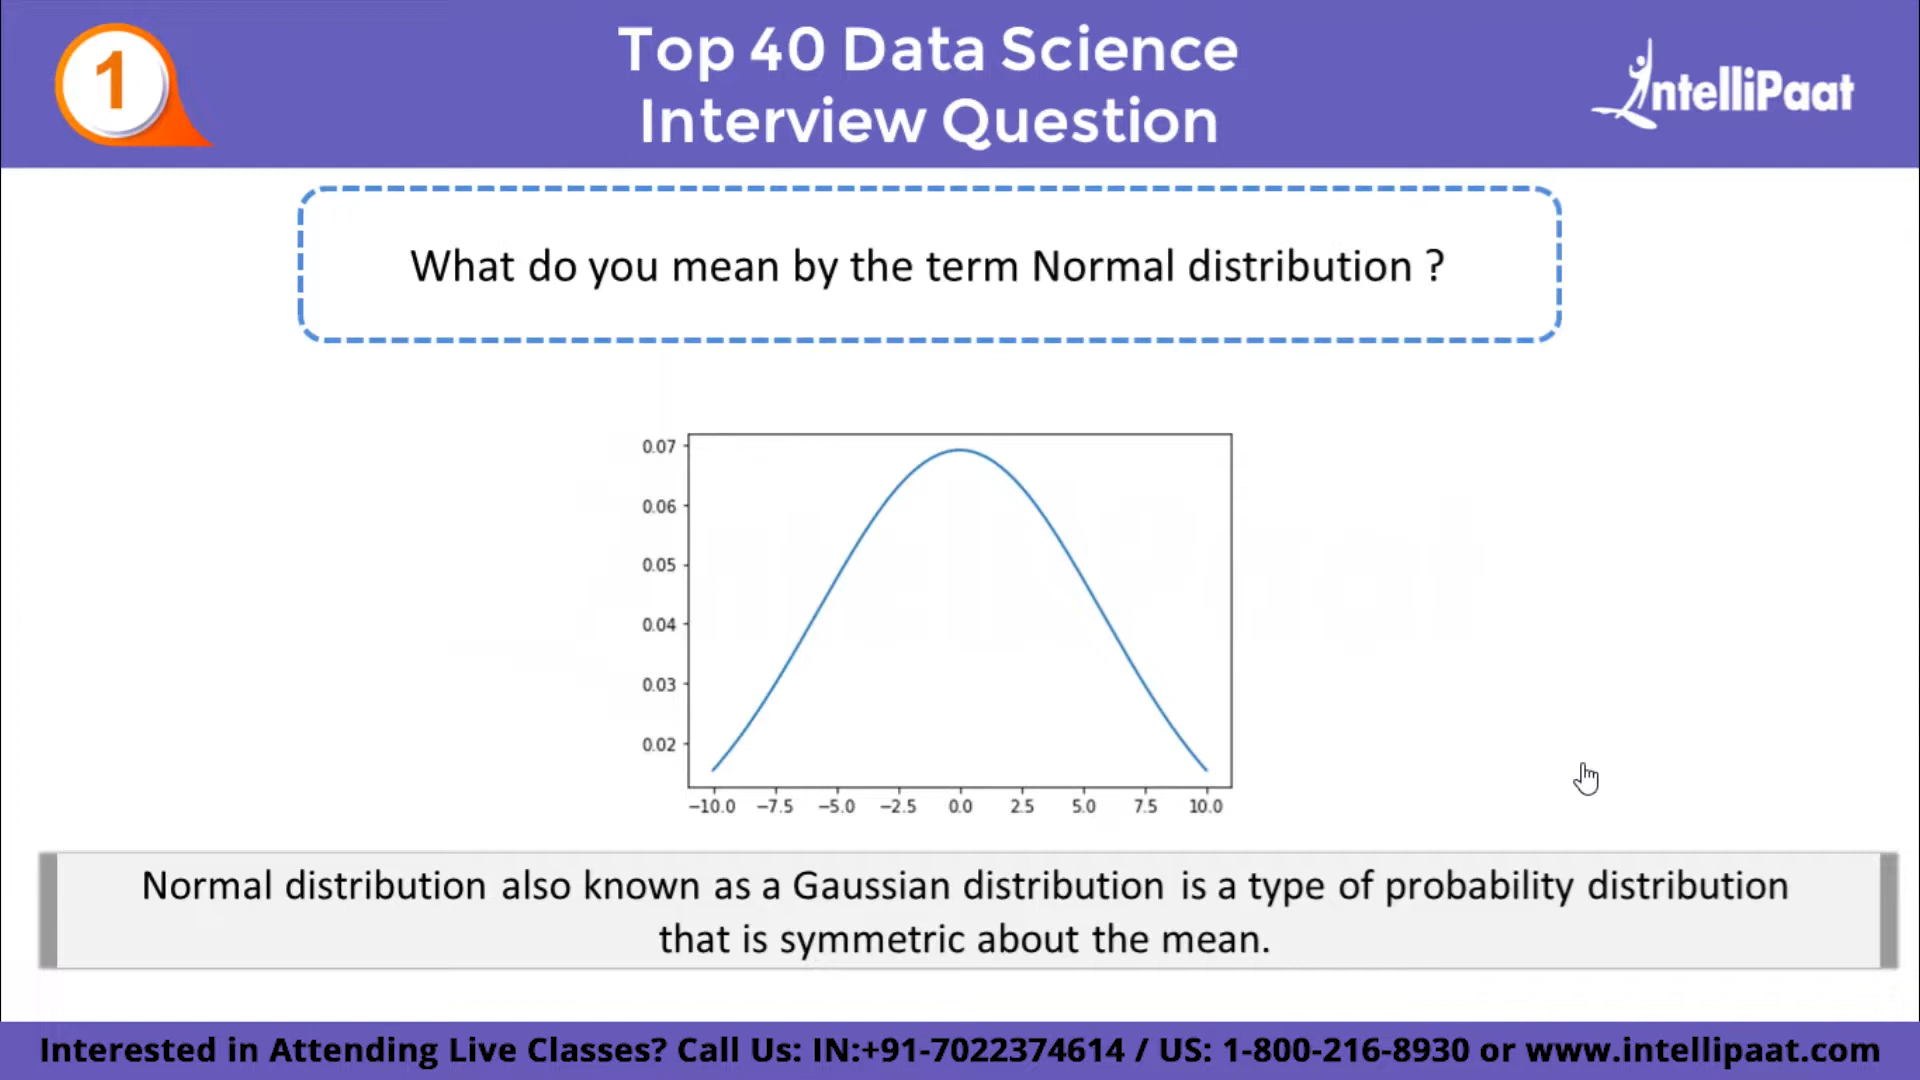 1
Top 40 Data Science
Interview Question
IntelliPaat
What do you mean by the term Normal distribution ?
0.07
0.06
0.05
0.04
0.03
0.02
−10.0 −7.5 −5.0 −2.5 0.0 2.5 5.0 7.5 10.0
Normal distribution also known as a Gaussian distribution is a type of probability distribution
that is symmetric about the mean.
Interested in Attending Live Classes? Call Us: IN:+91-7022374614 / US: 1-800-216-8930 or www.intellipaat.com